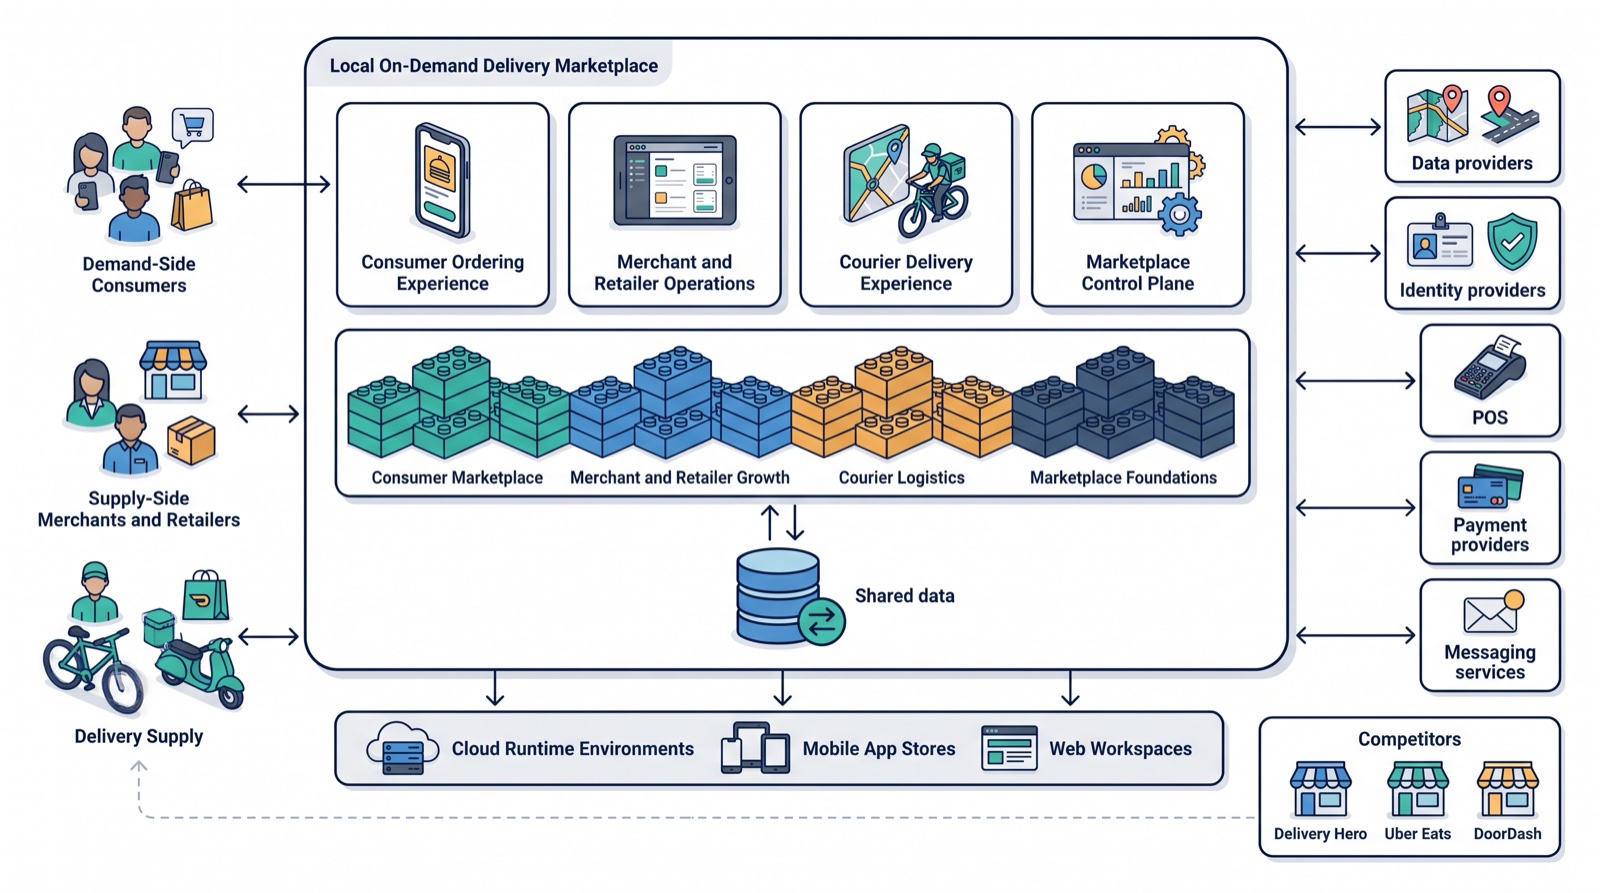 Local On-Demand Delivery Marketplace
Demand-Side
Consumers
Supply-Side
Merchants and Retailers
Delivery Supply
Consumer Ordering
Experience
Merchant and
Retailer Operations
Courier Delivery
Experience
Marketplace
Control Plane
Consumer Marketplace
Merchant and Retailer Growth
Courier Logistics
Marketplace Foundations
Shared data
Cloud Runtime Environments
Mobile App Stores
Web Workspaces
Data providers
Identity providers
POS
Payment
providers
Messaging
services
Competitors
Delivery Hero
Uber Eats
DoorDash